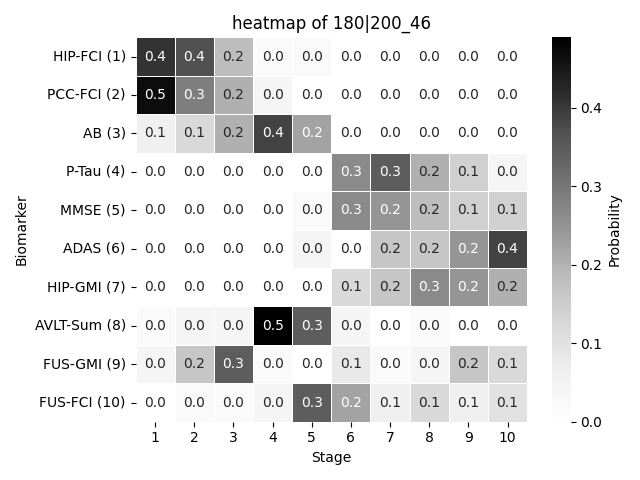 heatmap of 180|200_46
HIP-FCI (1) 0.4 0.4 0.2 0.0 0.0 0.0 0.0 0.0 0.0 0.0
PCC-FCI (2) 0.5 0.3 0.2 0.0 0.0 0.0 0.0 0.0 0.0 0.0
AB (3) 0.1 0.1 0.2 0.4 0.2 0.0 0.0 0.0 0.0 0.0
P-Tau (4) 0.0 0.0 0.0 0.0 0.0 0.3 0.3 0.2 0.1 0.0
MMSE (5) 0.0 0.0 0.0 0.0 0.0 0.3 0.2 0.2 0.1 0.1
ADAS (6) 0.0 0.0 0.0 0.0 0.0 0.0 0.2 0.2 0.2 0.4
HIP-GMI (7) 0.0 0.0 0.0 0.0 0.0 0.1 0.2 0.3 0.2 0.2
AVLT-Sum (8) 0.0 0.0 0.0 0.5 0.3 0.0 0.0 0.0 0.0 0.0
FUS-GMI (9) 0.0 0.2 0.3 0.0 0.0 0.1 0.0 0.0 0.2 0.1
FUS-FCI (10) 0.0 0.0 0.0 0.0 0.3 0.2 0.1 0.1 0.1 0.1
1 2 3 4 5 6 7 8 9 10
Stage
Biomarker
0.4
0.3
0.2
0.1
0.0
Probability